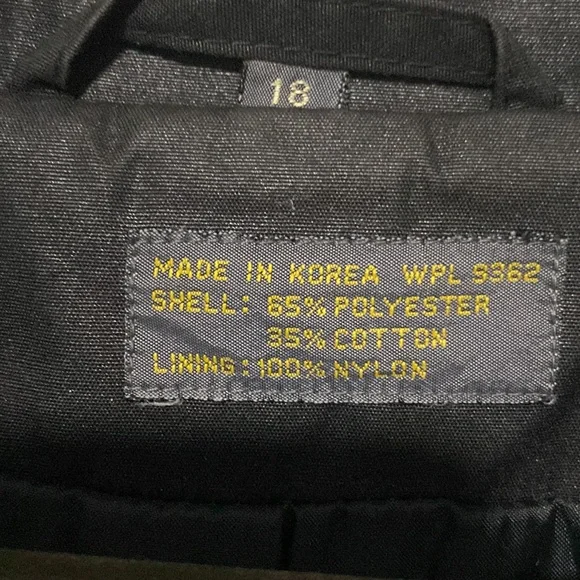 18
MADE IN KOREA WPL 9362
SHELL: 65% POLYESTER
35% COTTON
LINING: 100% NYLON